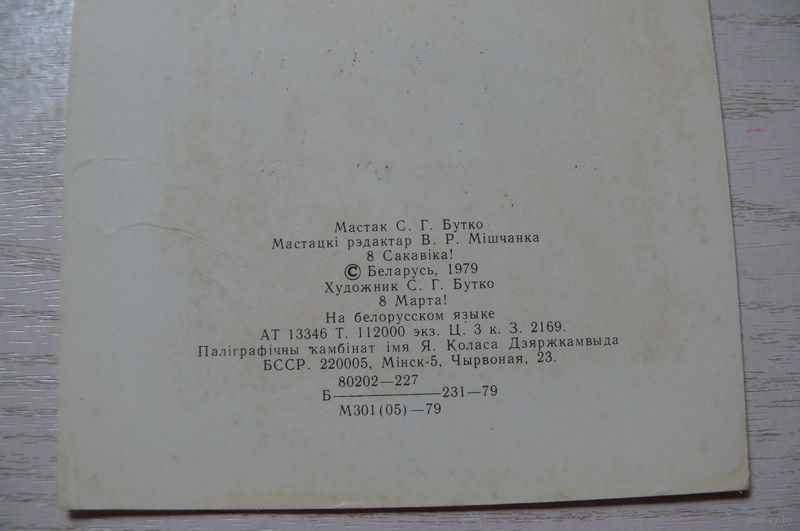 Мастак С. Г. Бутко
Мастацкі рэдактар В. Р. Мішчанка
8 Сакавіка!
© Беларусь, 1979
Художник С. Г. Бутко
8 Марта!
На белорусском языке
АТ 13346 Т. 112000 экз. Ц. 3 к. З. 2169.
Паліграфічны камбінат імя Я. Коласа Дзяржкамвыда
БССР. 220005, Мінск-5, Чырвоная, 23.
80202—227
Б————231—79
М301(05)—79